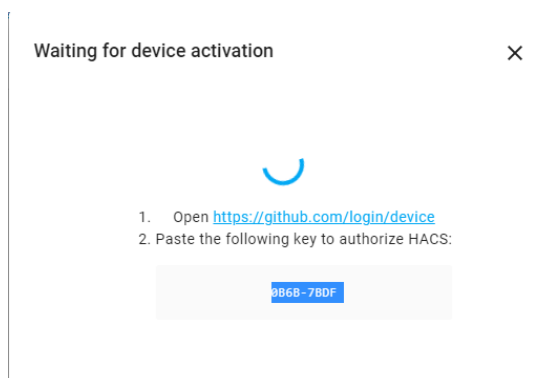 Waiting for device activation
1. Open https://github.com/login/device
2. Paste the following key to authorize HACS:
0B6B-7BDF